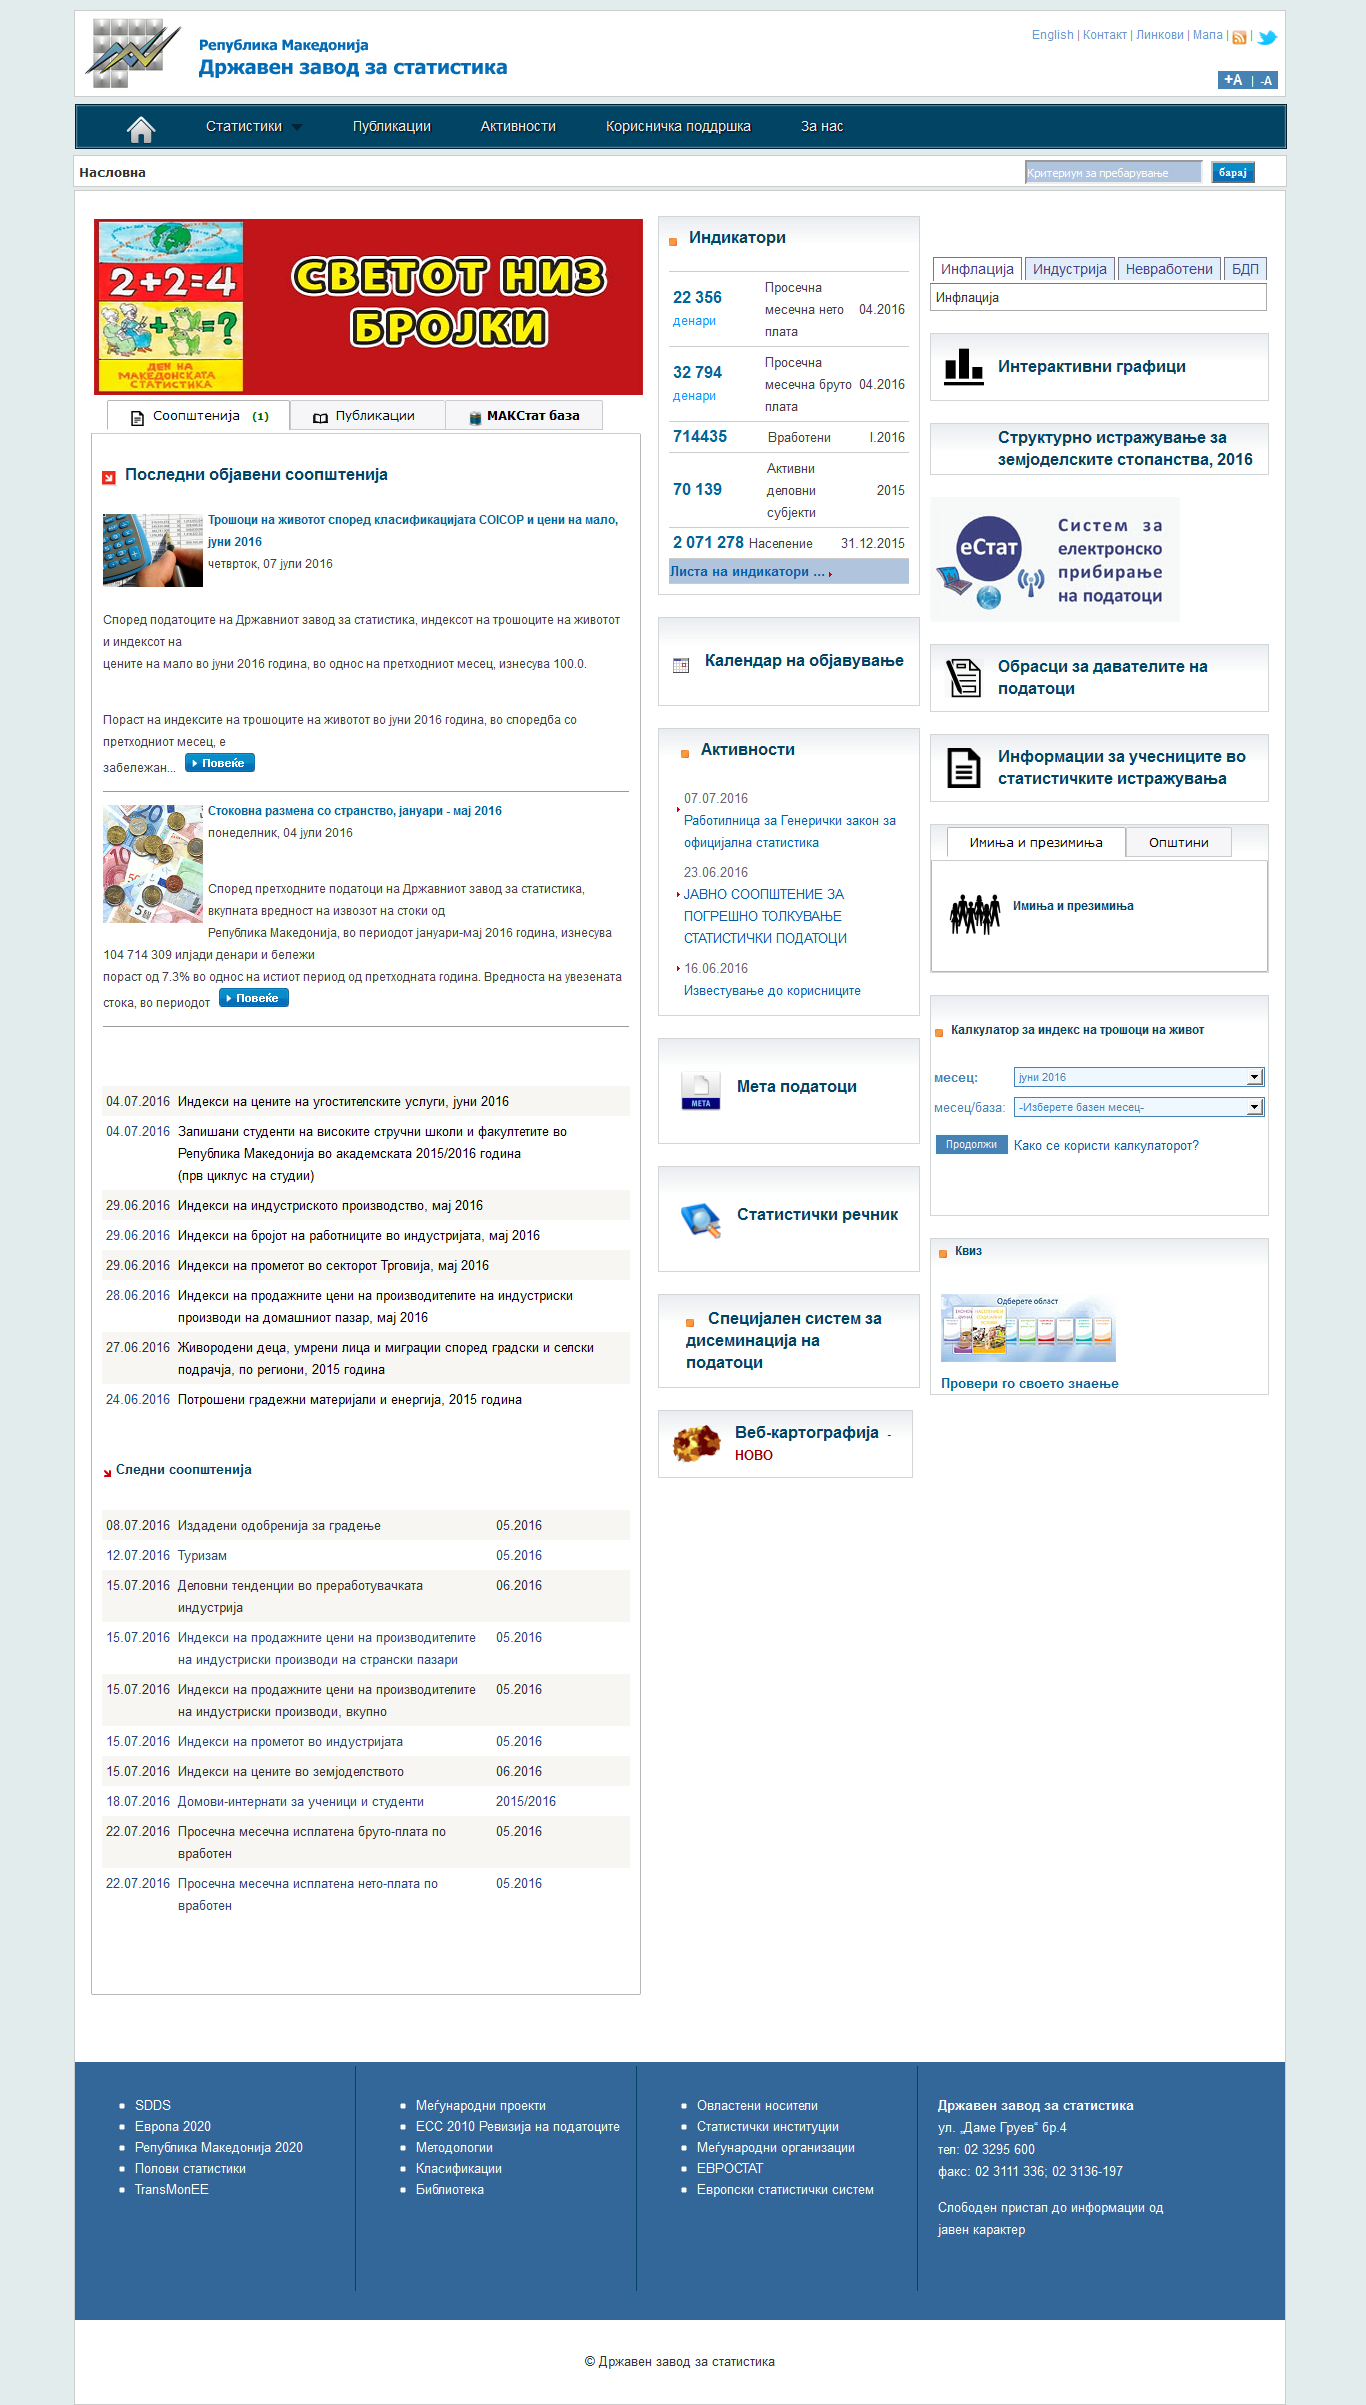 Република Македонија
Државен завод за статистика
English | Контакт | Линкови | Мапа | |
+A | -A
Статистики
Публикации
Активности
Корисничка поддршка
За нас
Насловна
Критериум за пребарување
барај
2+2=4
=?
ДЕН НА
МАКЕДОНСКАТА
СТАТИСТИКА
СВЕТОТ НИЗ
БРОЈКИ
Соопштенија (1)
Публикации
МАКСтат база
Последни објавени соопштенија
Трошоци на животот според класификацијата COICOP и цени на мало,
јуни 2016
четврток, 07 јули 2016
Според податоците на Државниот завод за статистика, индексот на трошоците на животот
и индексот на
цените на мало во јуни 2016 година, во однос на претходниот месец, изнесува 100.0.
Пораст на индексите на трошоците на животот во јуни 2016 година, во споредба со
претходниот месец, е
забележан... Повеќе
Стоковна размена со странство, јануари - мај 2016
понеделник, 04 јули 2016
Според претходните податоци на Државниот завод за статистика,
вкупната вредност на извозот на стоки од
Република Македонија, во периодот јануари-мај 2016 година, изнесува
104 714 309 илјади денари и бележи
пораст од 7.3% во однос на истиот период од претходната година. Вредноста на увезената
стока, во периодот Повеќе
04.07.2016 Индекси на цените на угостителските услуги, јуни 2016
04.07.2016 Запишани студенти на високите стручни школи и факултетите во
Република Македонија во академската 2015/2016 година
(прв циклус на студии)
29.06.2016 Индекси на индустриското производство, мај 2016
29.06.2016 Индекси на бројот на работниците во индустријата, мај 2016
29.06.2016 Индекси на прометот во секторот Трговија, мај 2016
28.06.2016 Индекси на продажните цени на производителите на индустриски
производи на домашниот пазар, мај 2016
27.06.2016 Живородени деца, умрени лица и миграции според градски и селски
подрачја, по региони, 2015 година
24.06.2016 Потрошени градежни материјали и енергија, 2015 година
Следни соопштенија
08.07.2016 Издадени одобренија за градење 05.2016
12.07.2016 Туризам 05.2016
15.07.2016 Деловни тенденции во преработувачката 06.2016
индустрија
15.07.2016 Индекси на продажните цени на производителите 05.2016
на индустриски производи на странски пазари
15.07.2016 Индекси на продажните цени на производителите 05.2016
на индустриски производи, вкупно
15.07.2016 Индекси на прометот во индустријата 05.2016
15.07.2016 Индекси на цените во земјоделството 06.2016
18.07.2016 Домови-интернати за ученици и студенти 2015/2016
22.07.2016 Просечна месечна исплатена бруто-плата по 05.2016
вработен
22.07.2016 Просечна месечна исплатена нето-плата по 05.2016
вработен
Индикатори
22 356 денари Просечна месечна нето плата 04.2016
32 794 денари Просечна месечна бруто плата 04.2016
714435 Вработени I.2016
70 139 Активни деловни субјекти 2015
2 071 278 Население 31.12.2015
Листа на индикатори ...
Календар на објавување
Активности
07.07.2016
Работилница за Генерички закон за
официјална статистика
23.06.2016
ЈАВНО СООПШТЕНИЕ ЗА
ПОГРЕШНО ТОЛКУВАЊЕ
СТАТИСТИЧКИ ПОДАТОЦИ
16.06.2016
Известување до корисниците
META
Мета податоци
Статистички речник
Специјален систем за
дисеминација на
податоци
Веб-картографија -
НОВО
Инфлација
Индустрија
Невработени
БДП
Инфлација
Интерактивни графици
Структурно истражување за
земјоделските стопанства, 2016
еСтат
Систем за
електронско
прибирање
на податоци
Обрасци за давателите на
податоци
Информации за учесниците во
статистичките истражувања
Имиња и презимиња
Општини
Имиња и презимиња
Калкулатор за индекс на трошоци на живот
месец: јуни 2016
месец/база: -Изберете базен месец-
Продолжи Како се користи калкулаторот?
Квиз
Одберете област
Провери го своето знаење
SDDS
Европа 2020
Република Македонија 2020
Полови статистики
TransMonEE
Меѓународни проекти
ЕСС 2010 Ревизија на податоците
Методологии
Класификации
Библиотека
Овластени носители
Статистички институции
Меѓународни организации
ЕВРОСТАТ
Европски статистички систем
Државен завод за статистика
ул. „Даме Груев“ бр.4
тел: 02 3295 600
факс: 02 3111 336; 02 3136-197
Слободен пристап до информации од
јавен карактер
© Државен завод за статистика